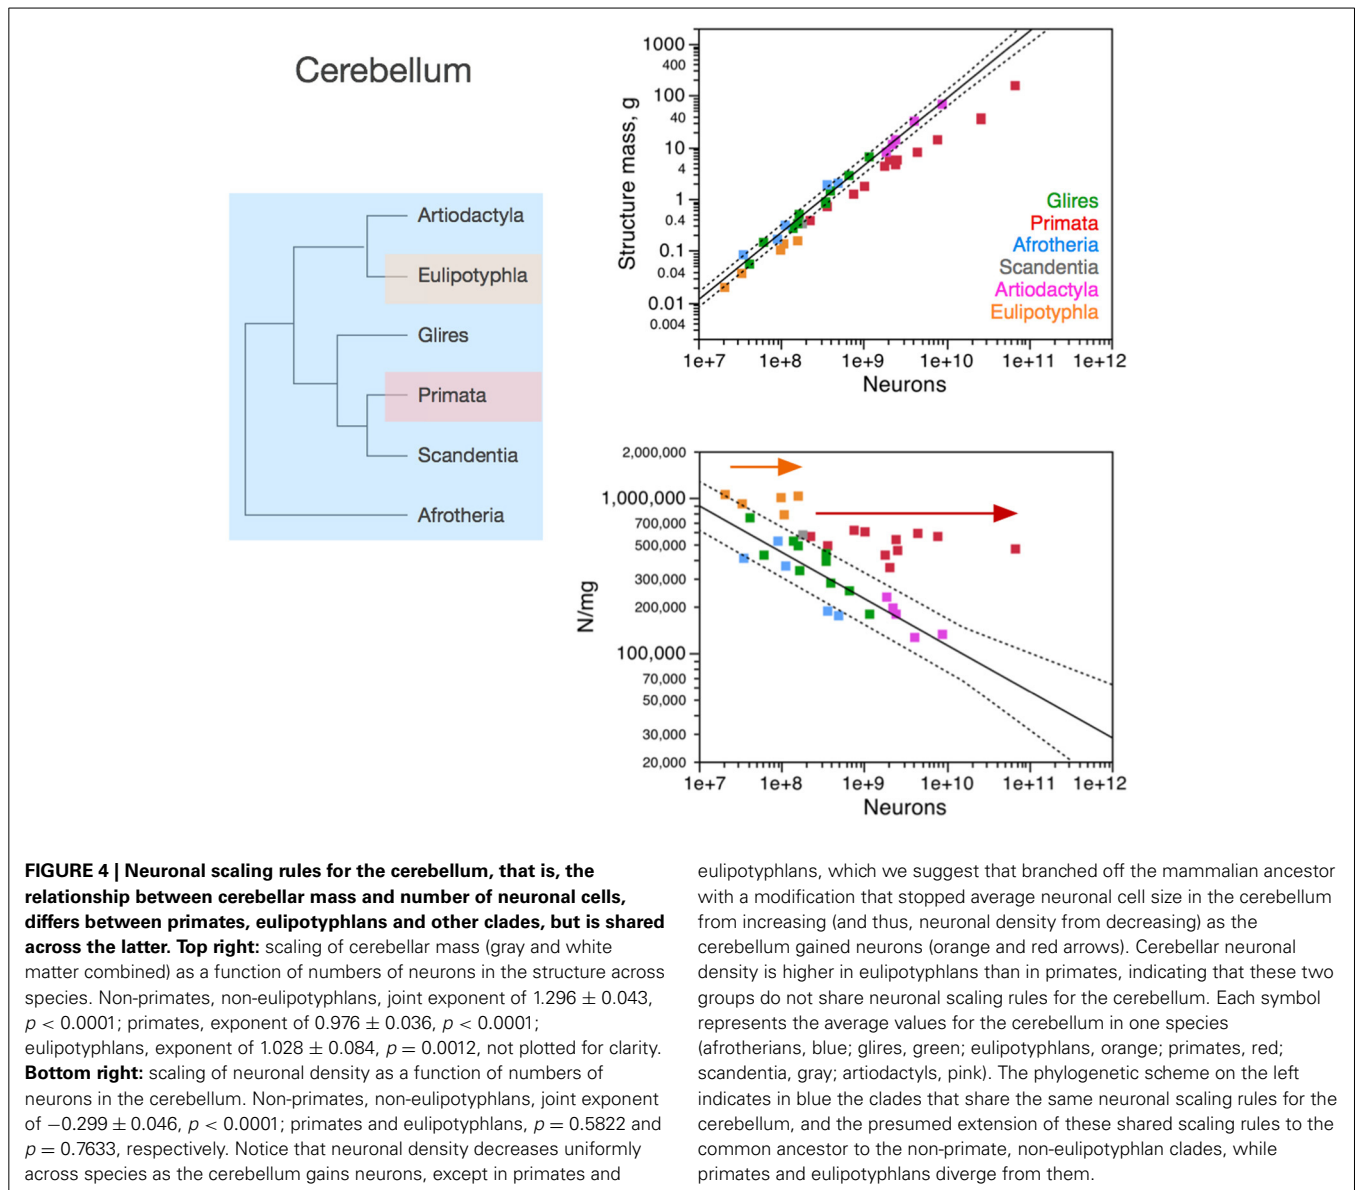 Cerebellum
Artiodactyla
Eulipotyphla
Glires
Primata
Scandentia
Afrotheria
Structure mass, g
1000
400
100
40
10
4
1
0.4
0.1
0.04
0.01
0.004
Glires
Primata
Afrotheria
Scandentia
Artiodactyla
Eulipotyphla
1e+7 1e+8 1e+9 1e+10 1e+11 1e+12
Neurons
N/mg
2,000,000
1,000,000
700,000
500,000
300,000
200,000
100,000
70,000
50,000
30,000
20,000
1e+7 1e+8 1e+9 1e+10 1e+11 1e+12
Neurons
FIGURE 4 | Neuronal scaling rules for the cerebellum, that is, the
relationship between cerebellar mass and number of neuronal cells,
differs between primates, eulipotyphlans and other clades, but is shared
across the latter. Top right: scaling of cerebellar mass (gray and white
matter combined) as a function of numbers of neurons in the structure across
species. Non-primates, non-eulipotyphlans, joint exponent of 1.296 ± 0.043,
p < 0.0001; primates, exponent of 0.976 ± 0.036, p < 0.0001;
eulipotyphlans, exponent of 1.028 ± 0.084, p = 0.0012, not plotted for clarity.
Bottom right: scaling of neuronal density as a function of numbers of
neurons in the cerebellum. Non-primates, non-eulipotyphlans, joint exponent
of −0.299 ± 0.046, p < 0.0001; primates and eulipotyphlans, p = 0.5822 and
p = 0.7633, respectively. Notice that neuronal density decreases uniformly
across species as the cerebellum gains neurons, except in primates and
eulipotyphlans, which we suggest that branched off the mammalian ancestor
with a modification that stopped average neuronal cell size in the cerebellum
from increasing (and thus, neuronal density from decreasing) as the
cerebellum gained neurons (orange and red arrows). Cerebellar neuronal
density is higher in eulipotyphlans than in primates, indicating that these two
groups do not share neuronal scaling rules for the cerebellum. Each symbol
represents the average values for the cerebellum in one species
(afrotherians, blue; glires, green; eulipotyphlans, orange; primates, red;
scandentia, gray; artiodactyls, pink). The phylogenetic scheme on the left
indicates in blue the clades that share the same neuronal scaling rules for the
cerebellum, and the presumed extension of these shared scaling rules to the
common ancestor to the non-primate, non-eulipotyphlan clades, while
primates and eulipotyphlans diverge from them.